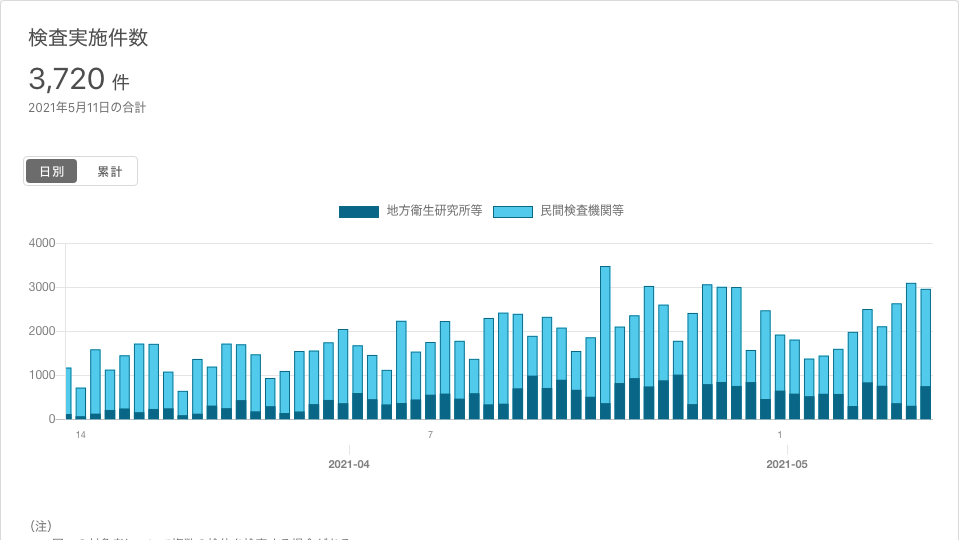 検査実施件数
3,720 件
2021年5月11日の合計
日別 累計
地方衛生研究所等 民間検査機関等
4000
3000
2000
1000
0
14 7 1
2021-04 2021-05
（注）